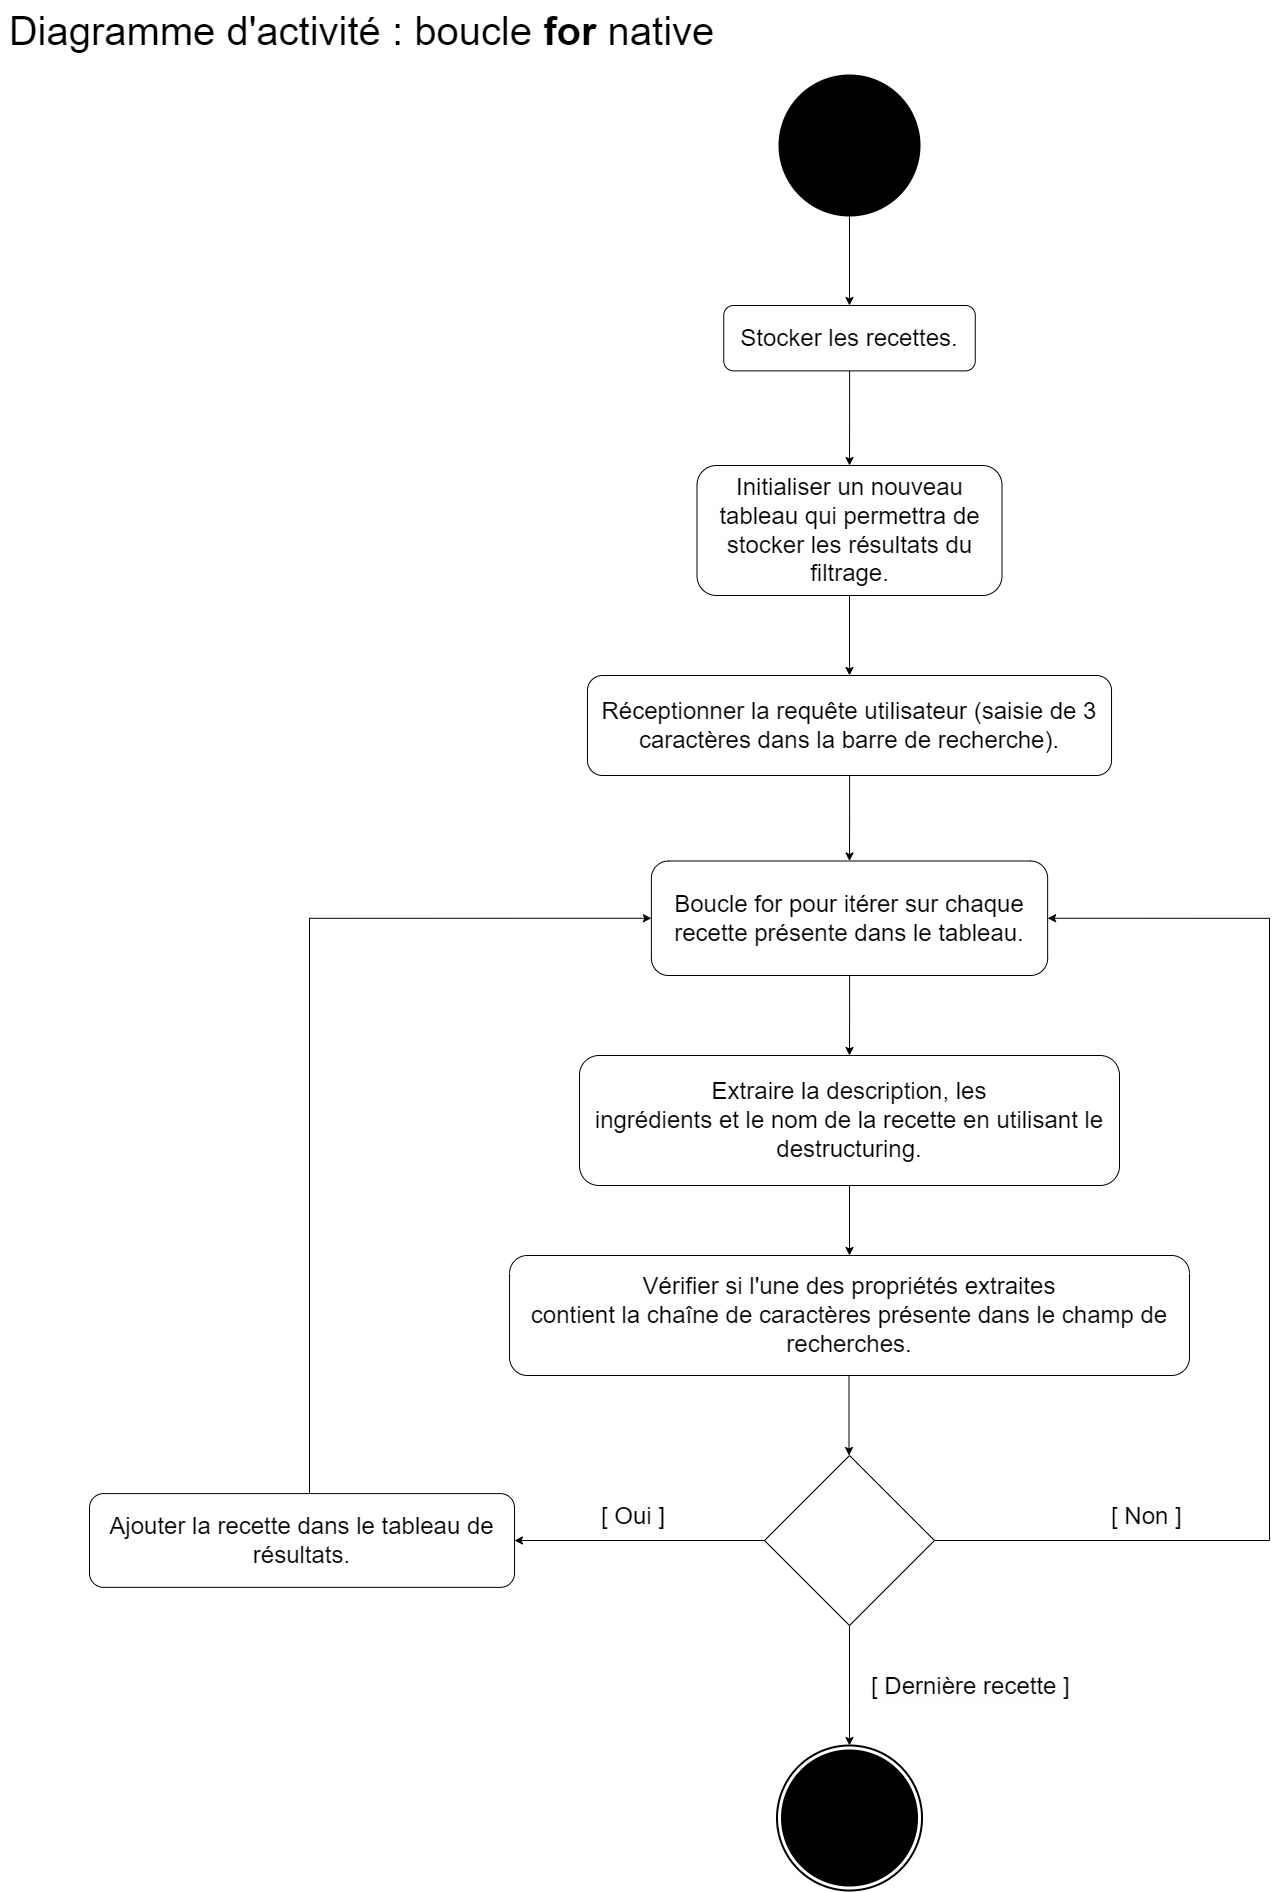 Diagramme d'activité : boucle for native
Stocker les recettes.
Initialiser un nouveau
tableau qui permettra de
stocker les résultats du
filtrage.
Réceptionner la requête utilisateur (saisie de 3
caractères dans la barre de recherche).
Boucle for pour itérer sur chaque
recette présente dans le tableau.
Extraire la description, les
ingrédients et le nom de la recette en utilisant le
destructuring.
Vérifier si l'une des propriétés extraites
contient la chaîne de caractères présente dans le champ de
recherches.
[ Oui ]
[ Non ]
Ajouter la recette dans le tableau de
résultats.
[ Dernière recette ]